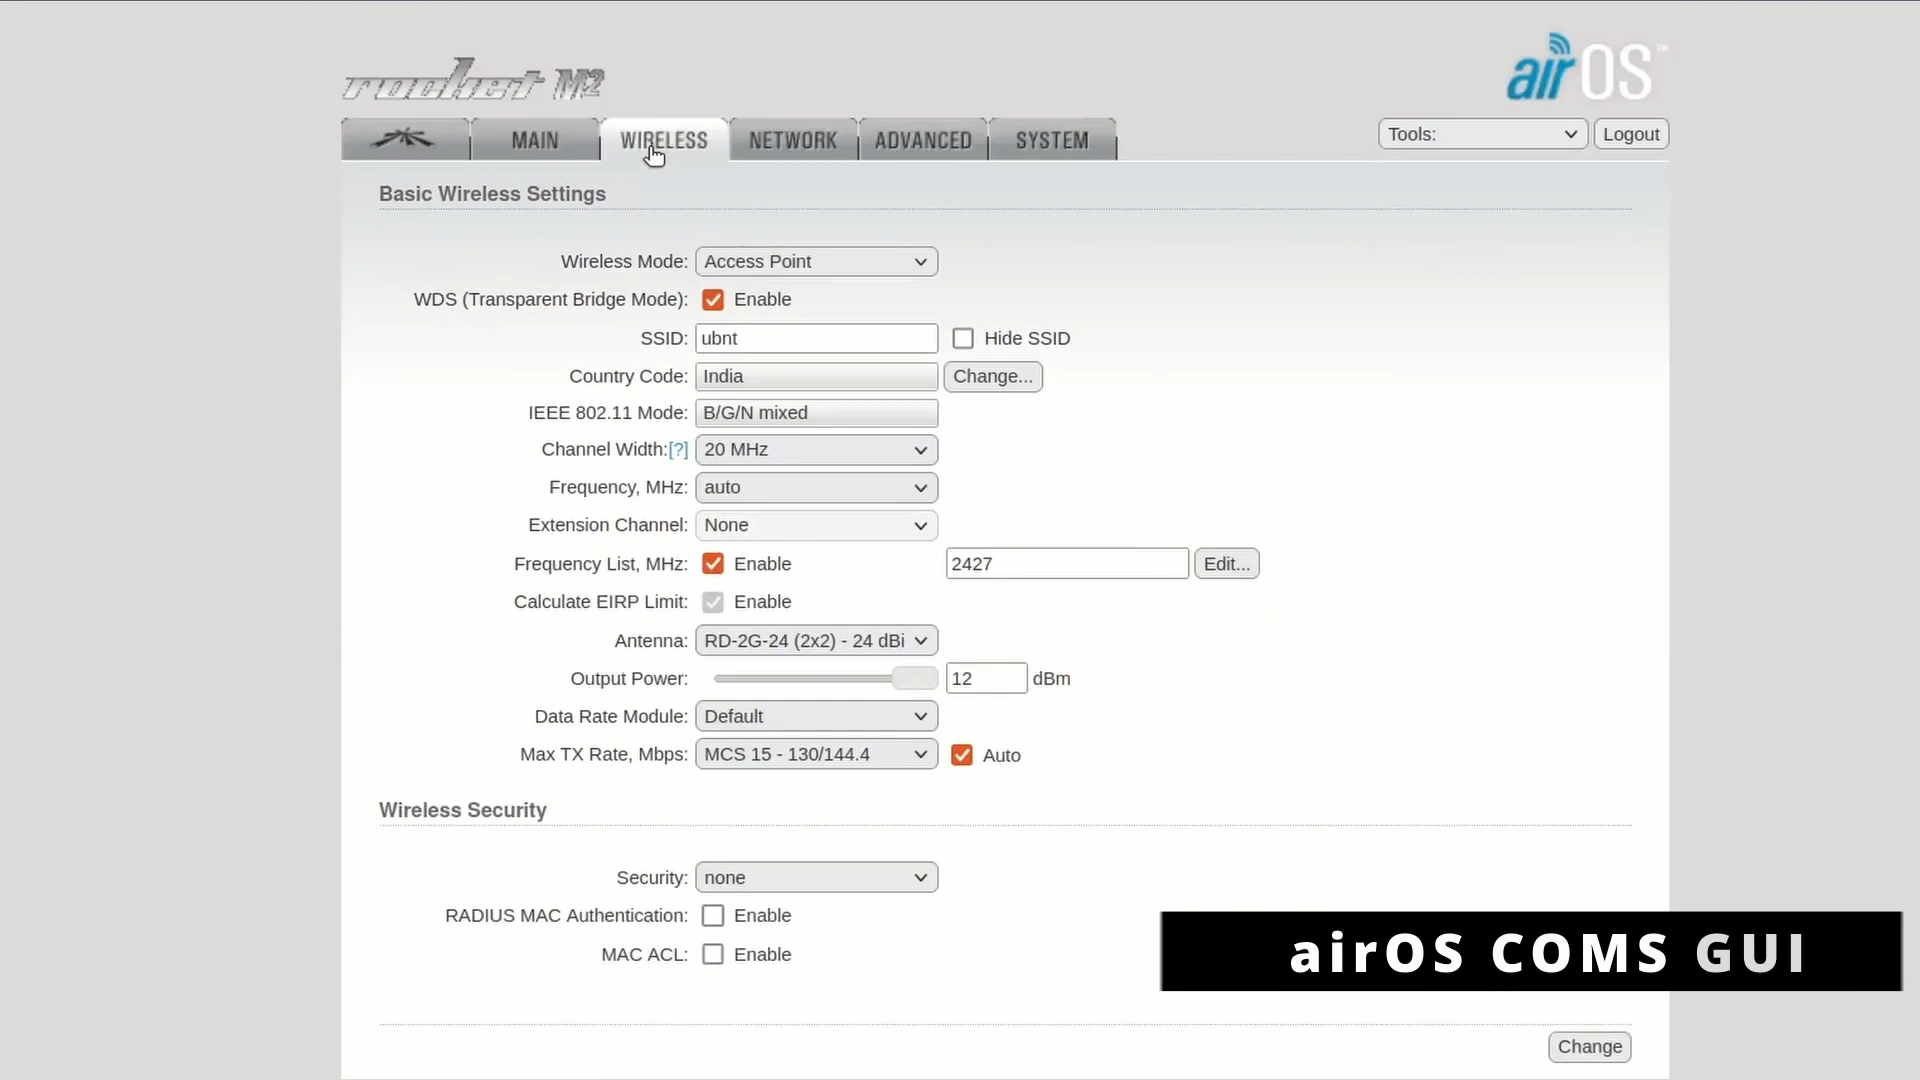 rocket M2
airOS™
MAIN WIRELESS NETWORK ADVANCED SYSTEM Tools: Logout
Basic Wireless Settings
Wireless Mode: Access Point
WDS (Transparent Bridge Mode): Enable
SSID: ubnt Hide SSID
Country Code: India Change...
IEEE 802.11 Mode: B/G/N mixed
Channel Width:[?] 20 MHz
Frequency, MHz: auto
Extension Channel: None
Frequency List, MHz: Enable 2427 Edit...
Calculate EIRP Limit: Enable
Antenna: RD-2G-24 (2x2) - 24 dBi
Output Power: 12 dBm
Data Rate Module: Default
Max TX Rate, Mbps: MCS 15 - 130/144.4 Auto
Wireless Security
Security: none
RADIUS MAC Authentication: Enable
MAC ACL: Enable
airOS COMS GUI
Change